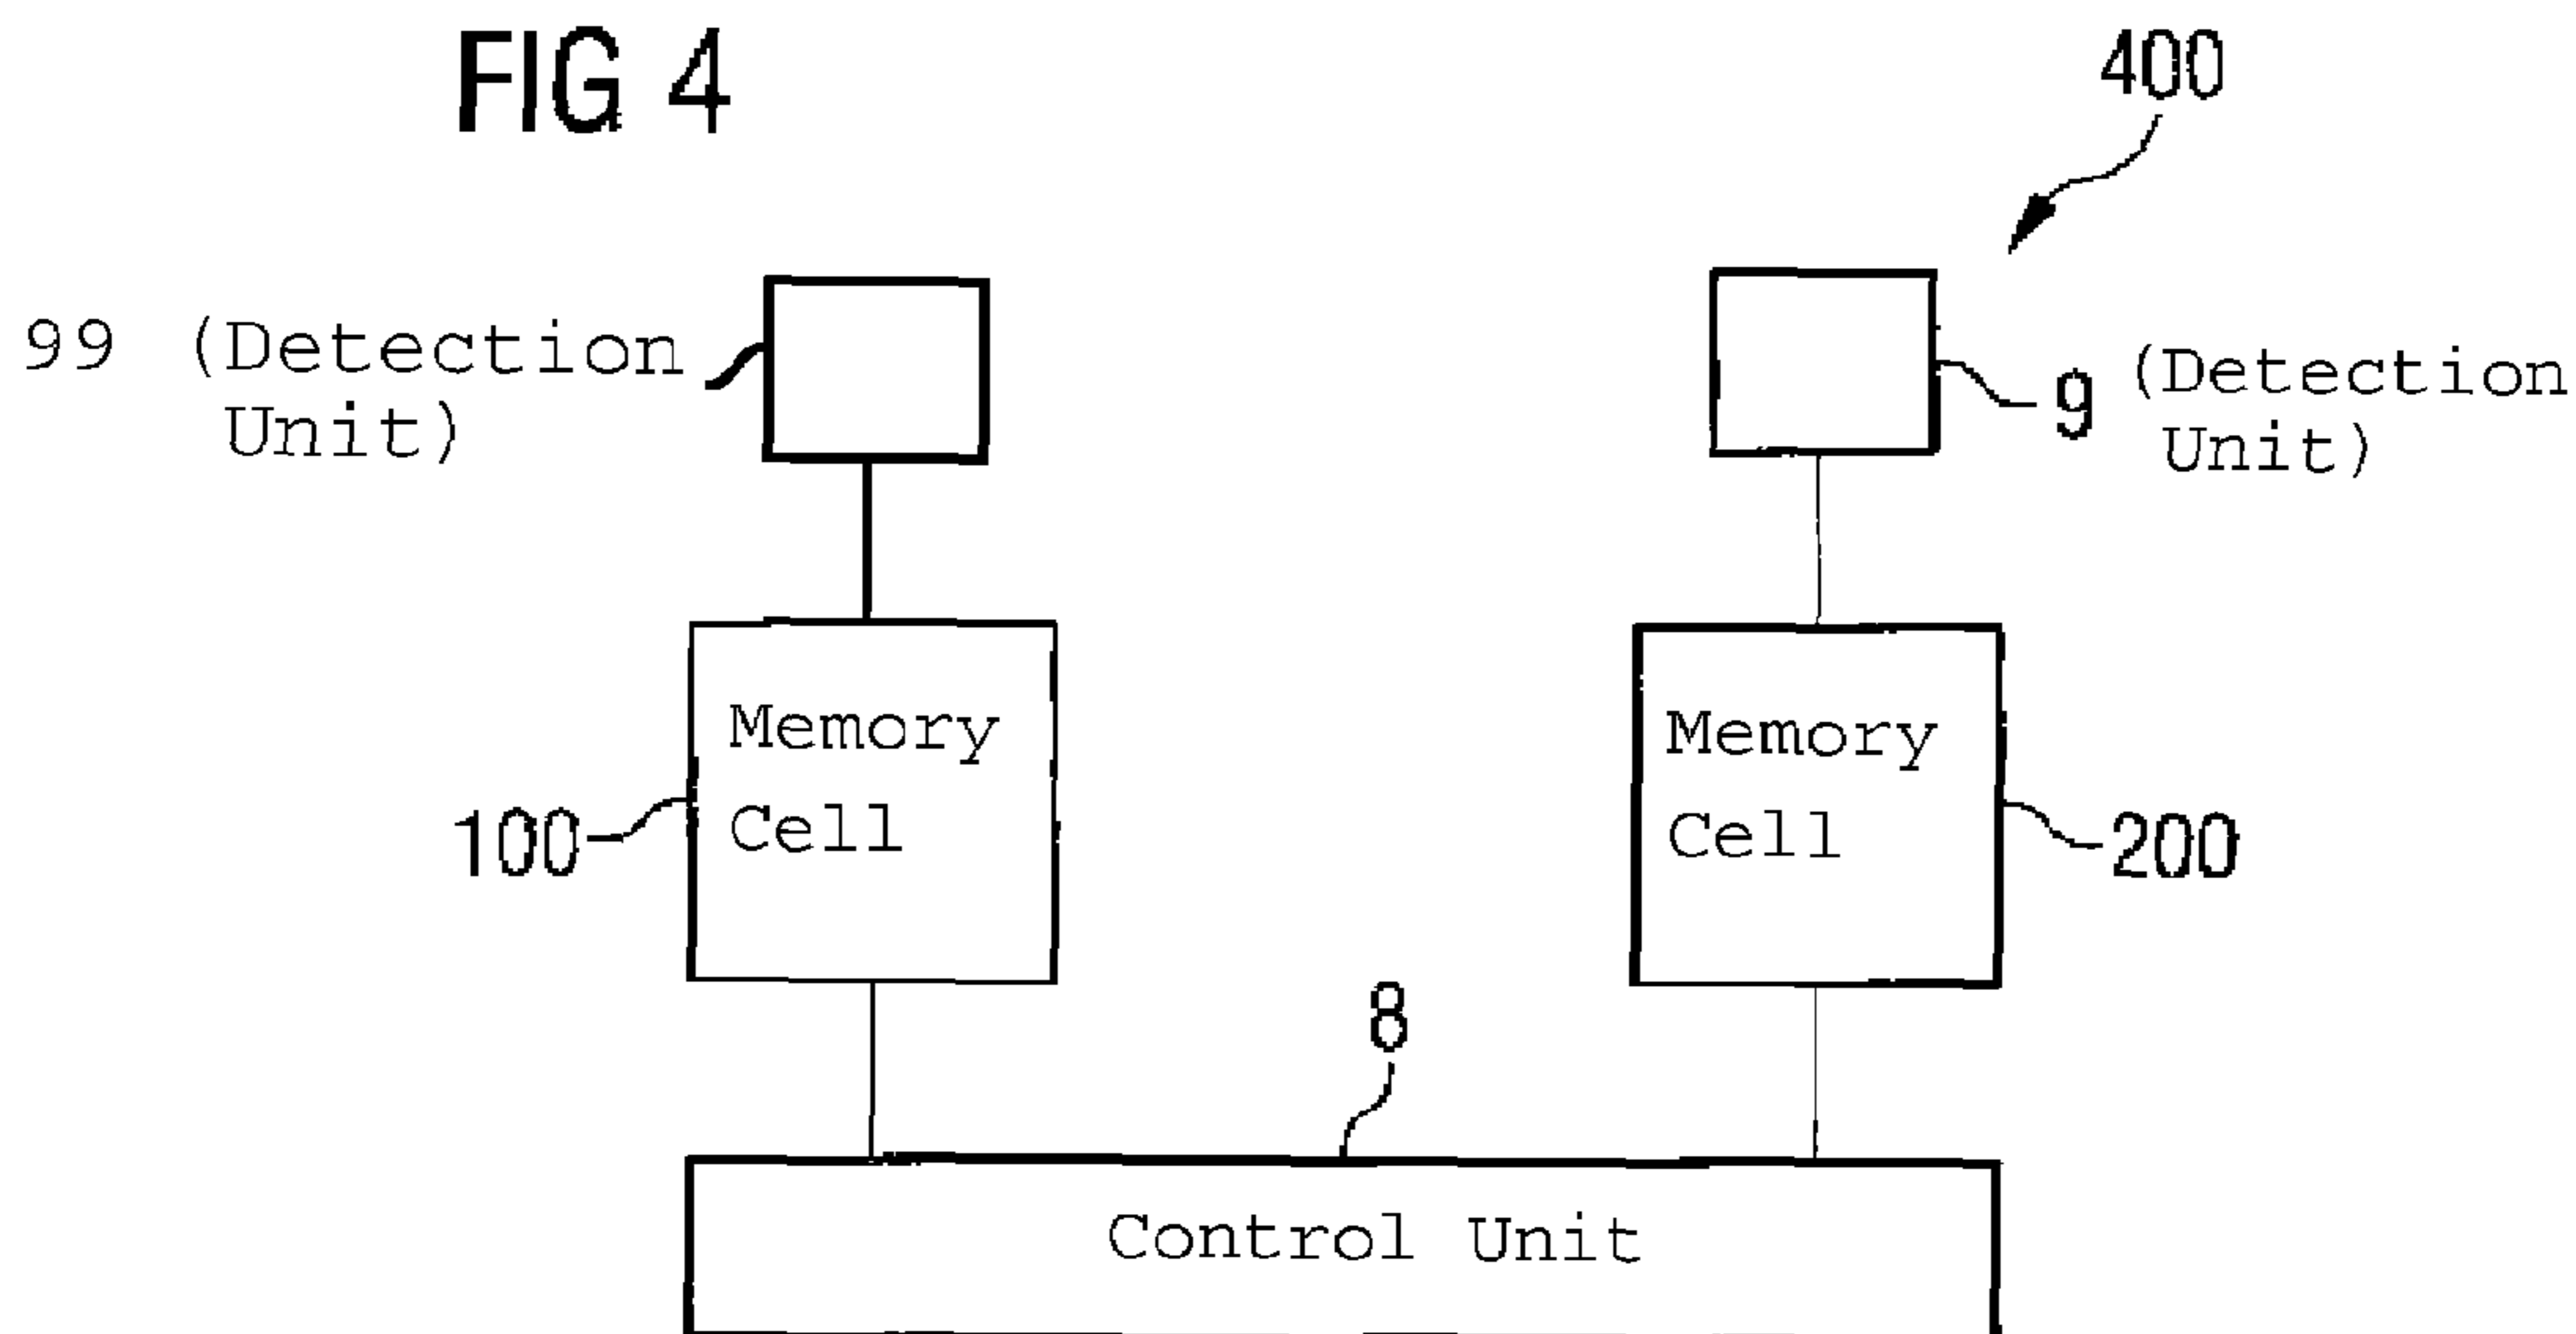 FIG 4
400
99 (Detection
Unit)
9 (Detection
Unit)
Memory
Cell
100
Memory
Cell
200
8
Control Unit